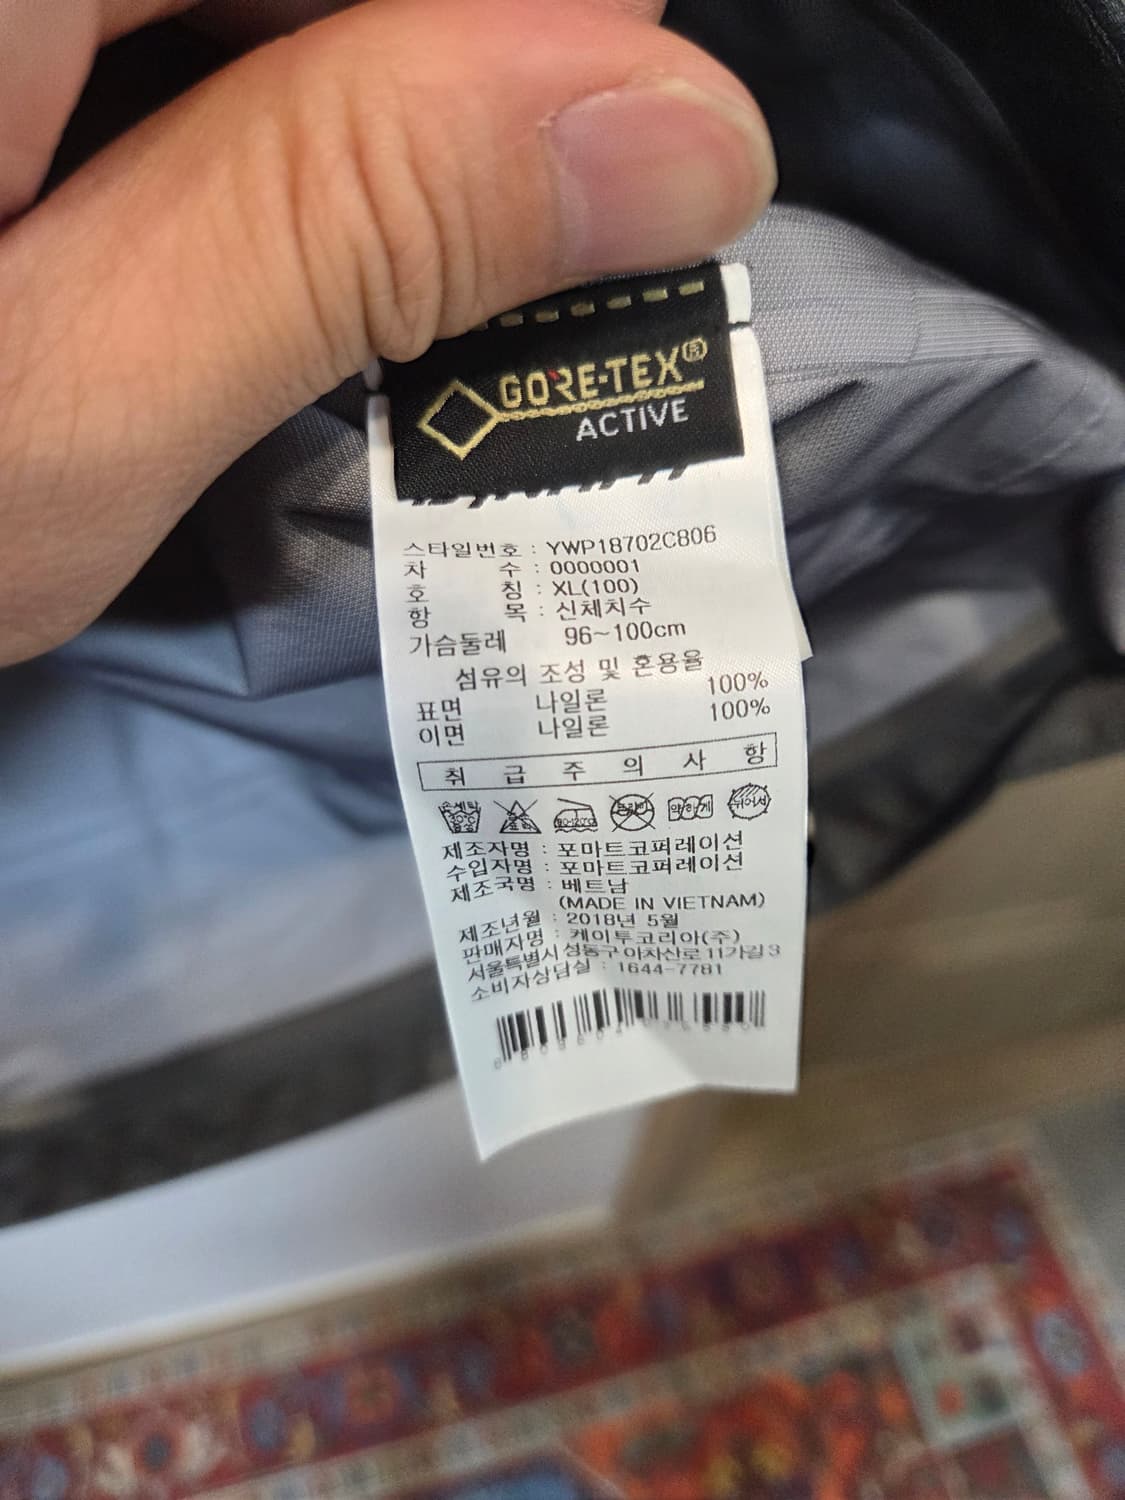 GORE-TEX®
ACTIVE
스타일번호 : YWP18702C806
차 수 : 0000001
호 칭 : XL(100)
항 목 : 신체치수
가슴둘레 96~100cm
섬유의 조성 및 혼용율
표면 나일론 100%
이면 나일론 100%
취 급 주 의 사 항
약하게
제조자명 : 포마트코퍼레이션
수입자명 : 포마트코퍼레이션
제조국명 : 베트남
(MADE IN VIETNAM)
제조년월 : 2018년 5월
판매자명 : 케이투코리아(주)
서울특별시 성동구 아차산로 11가길 3
소비자상담실 : 1644-7781